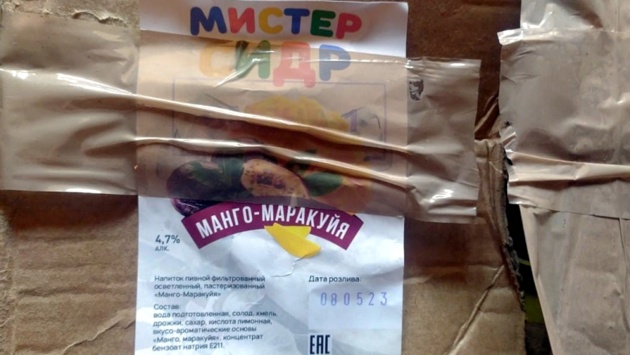 МИСТЕР
СИДР
МАНГО-МАРАКУЙЯ
4,7%
АЛК.
Напиток пивной фильтрованный
осветленный, пастеризованный
«Манго-Маракуйя»
Состав:
вода подготовленная, солод, хмель,
дрожжи, сахар, кислота лимонная,
вкусо-ароматические основы
«Манго, маракуйя», концентрат
бензоат натрия Е211.
Дата розлива:
080523
ЕАС